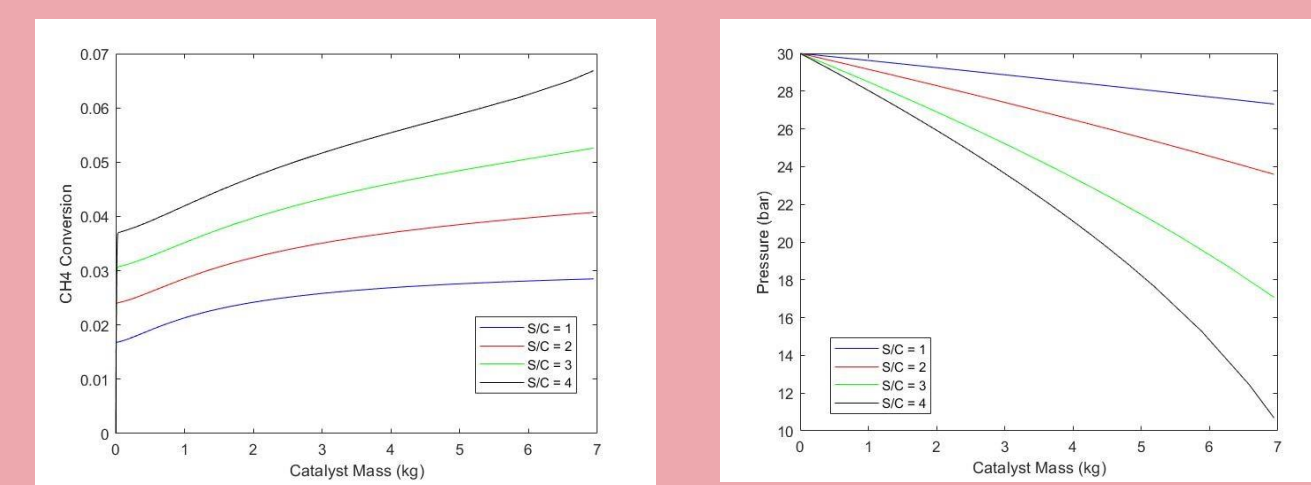 0.07
0.06
0.05
0.04
0.03
0.02
0.01
0
CH4 Conversion
0 1 2 3 4 5 6 7
Catalyst Mass (kg)
S/C = 1
S/C = 2
S/C = 3
S/C = 4
30
28
26
24
22
20
18
16
14
12
10
Pressure (bar)
0 1 2 3 4 5 6 7
Catalyst Mass (kg)
S/C = 1
S/C = 2
S/C = 3
S/C = 4